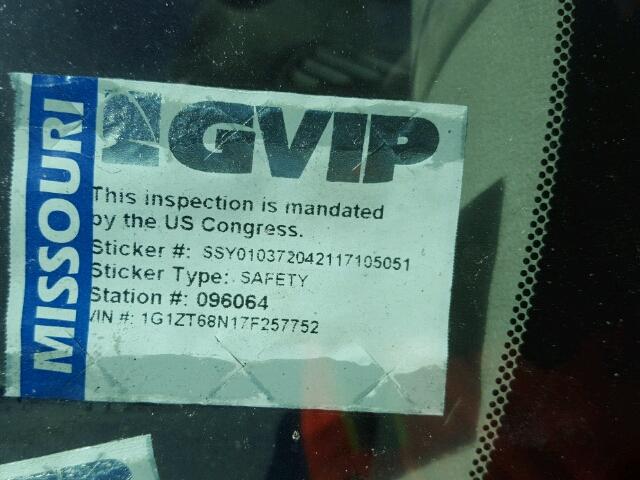 MISSOURI
GVIP
This inspection is mandated
by the US Congress.
Sticker #: SSY010372042117105051
Sticker Type: SAFETY
Station #: 096064
VIN #: 1G1ZT68N17F257752